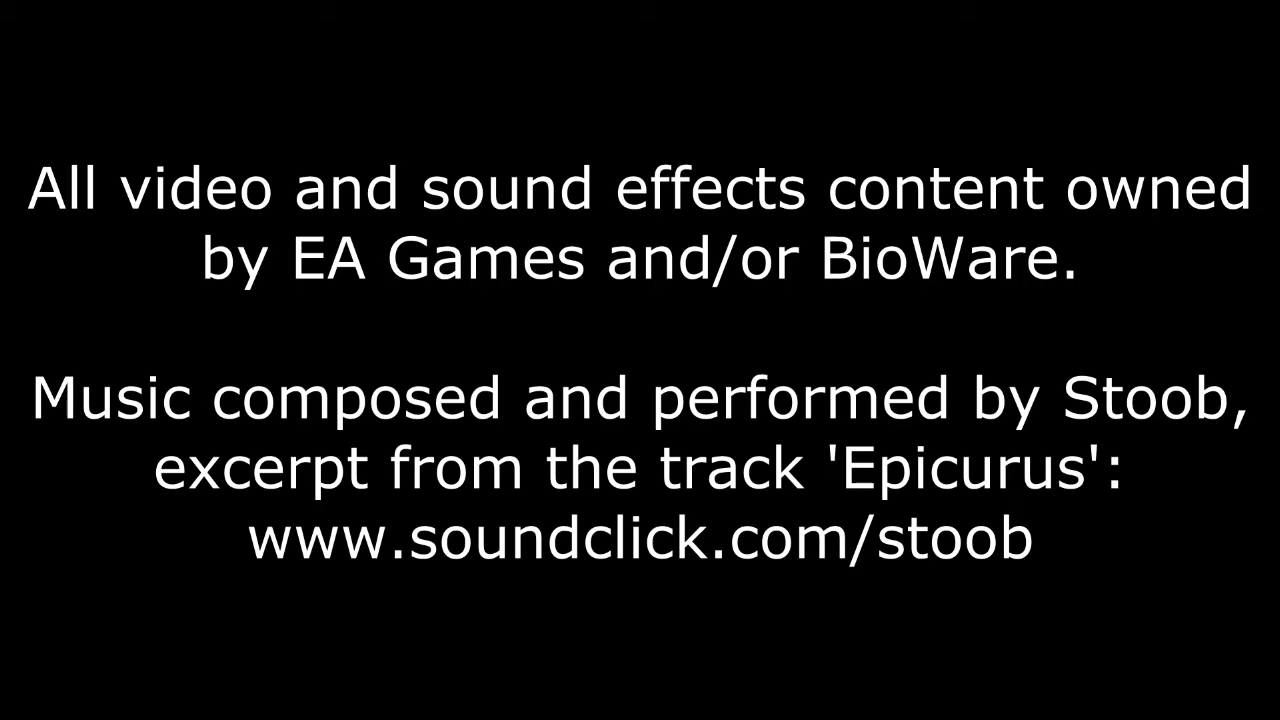 All video and sound effects content owned
by EA Games and/or BioWare.
Music composed and performed by Stoob,
excerpt from the track 'Epicurus':
www.soundclick.com/stoob